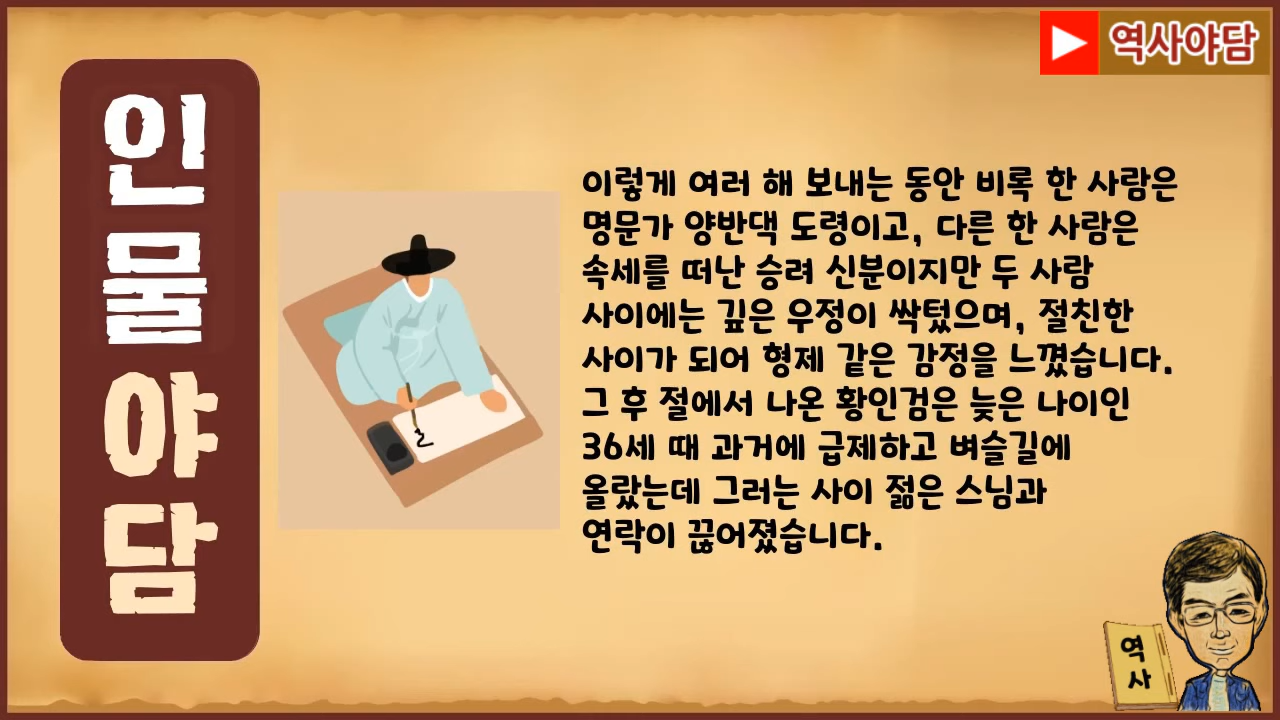 역사야담
인물야담
이렇게 여러 해 보내는 동안 비록 한 사람은
명문가 양반댁 도령이고, 다른 한 사람은
속세를 떠난 승려 신분이지만 두 사람
사이에는 깊은 우정이 싹텄으며, 절친한
사이가 되어 형제 같은 감정을 느꼈습니다.
그 후 절에서 나온 황인검은 늦은 나이인
36세 때 과거에 급제하고 벼슬길에
올랐는데 그러는 사이 젊은 스님과
연락이 끊어졌습니다.
역
사